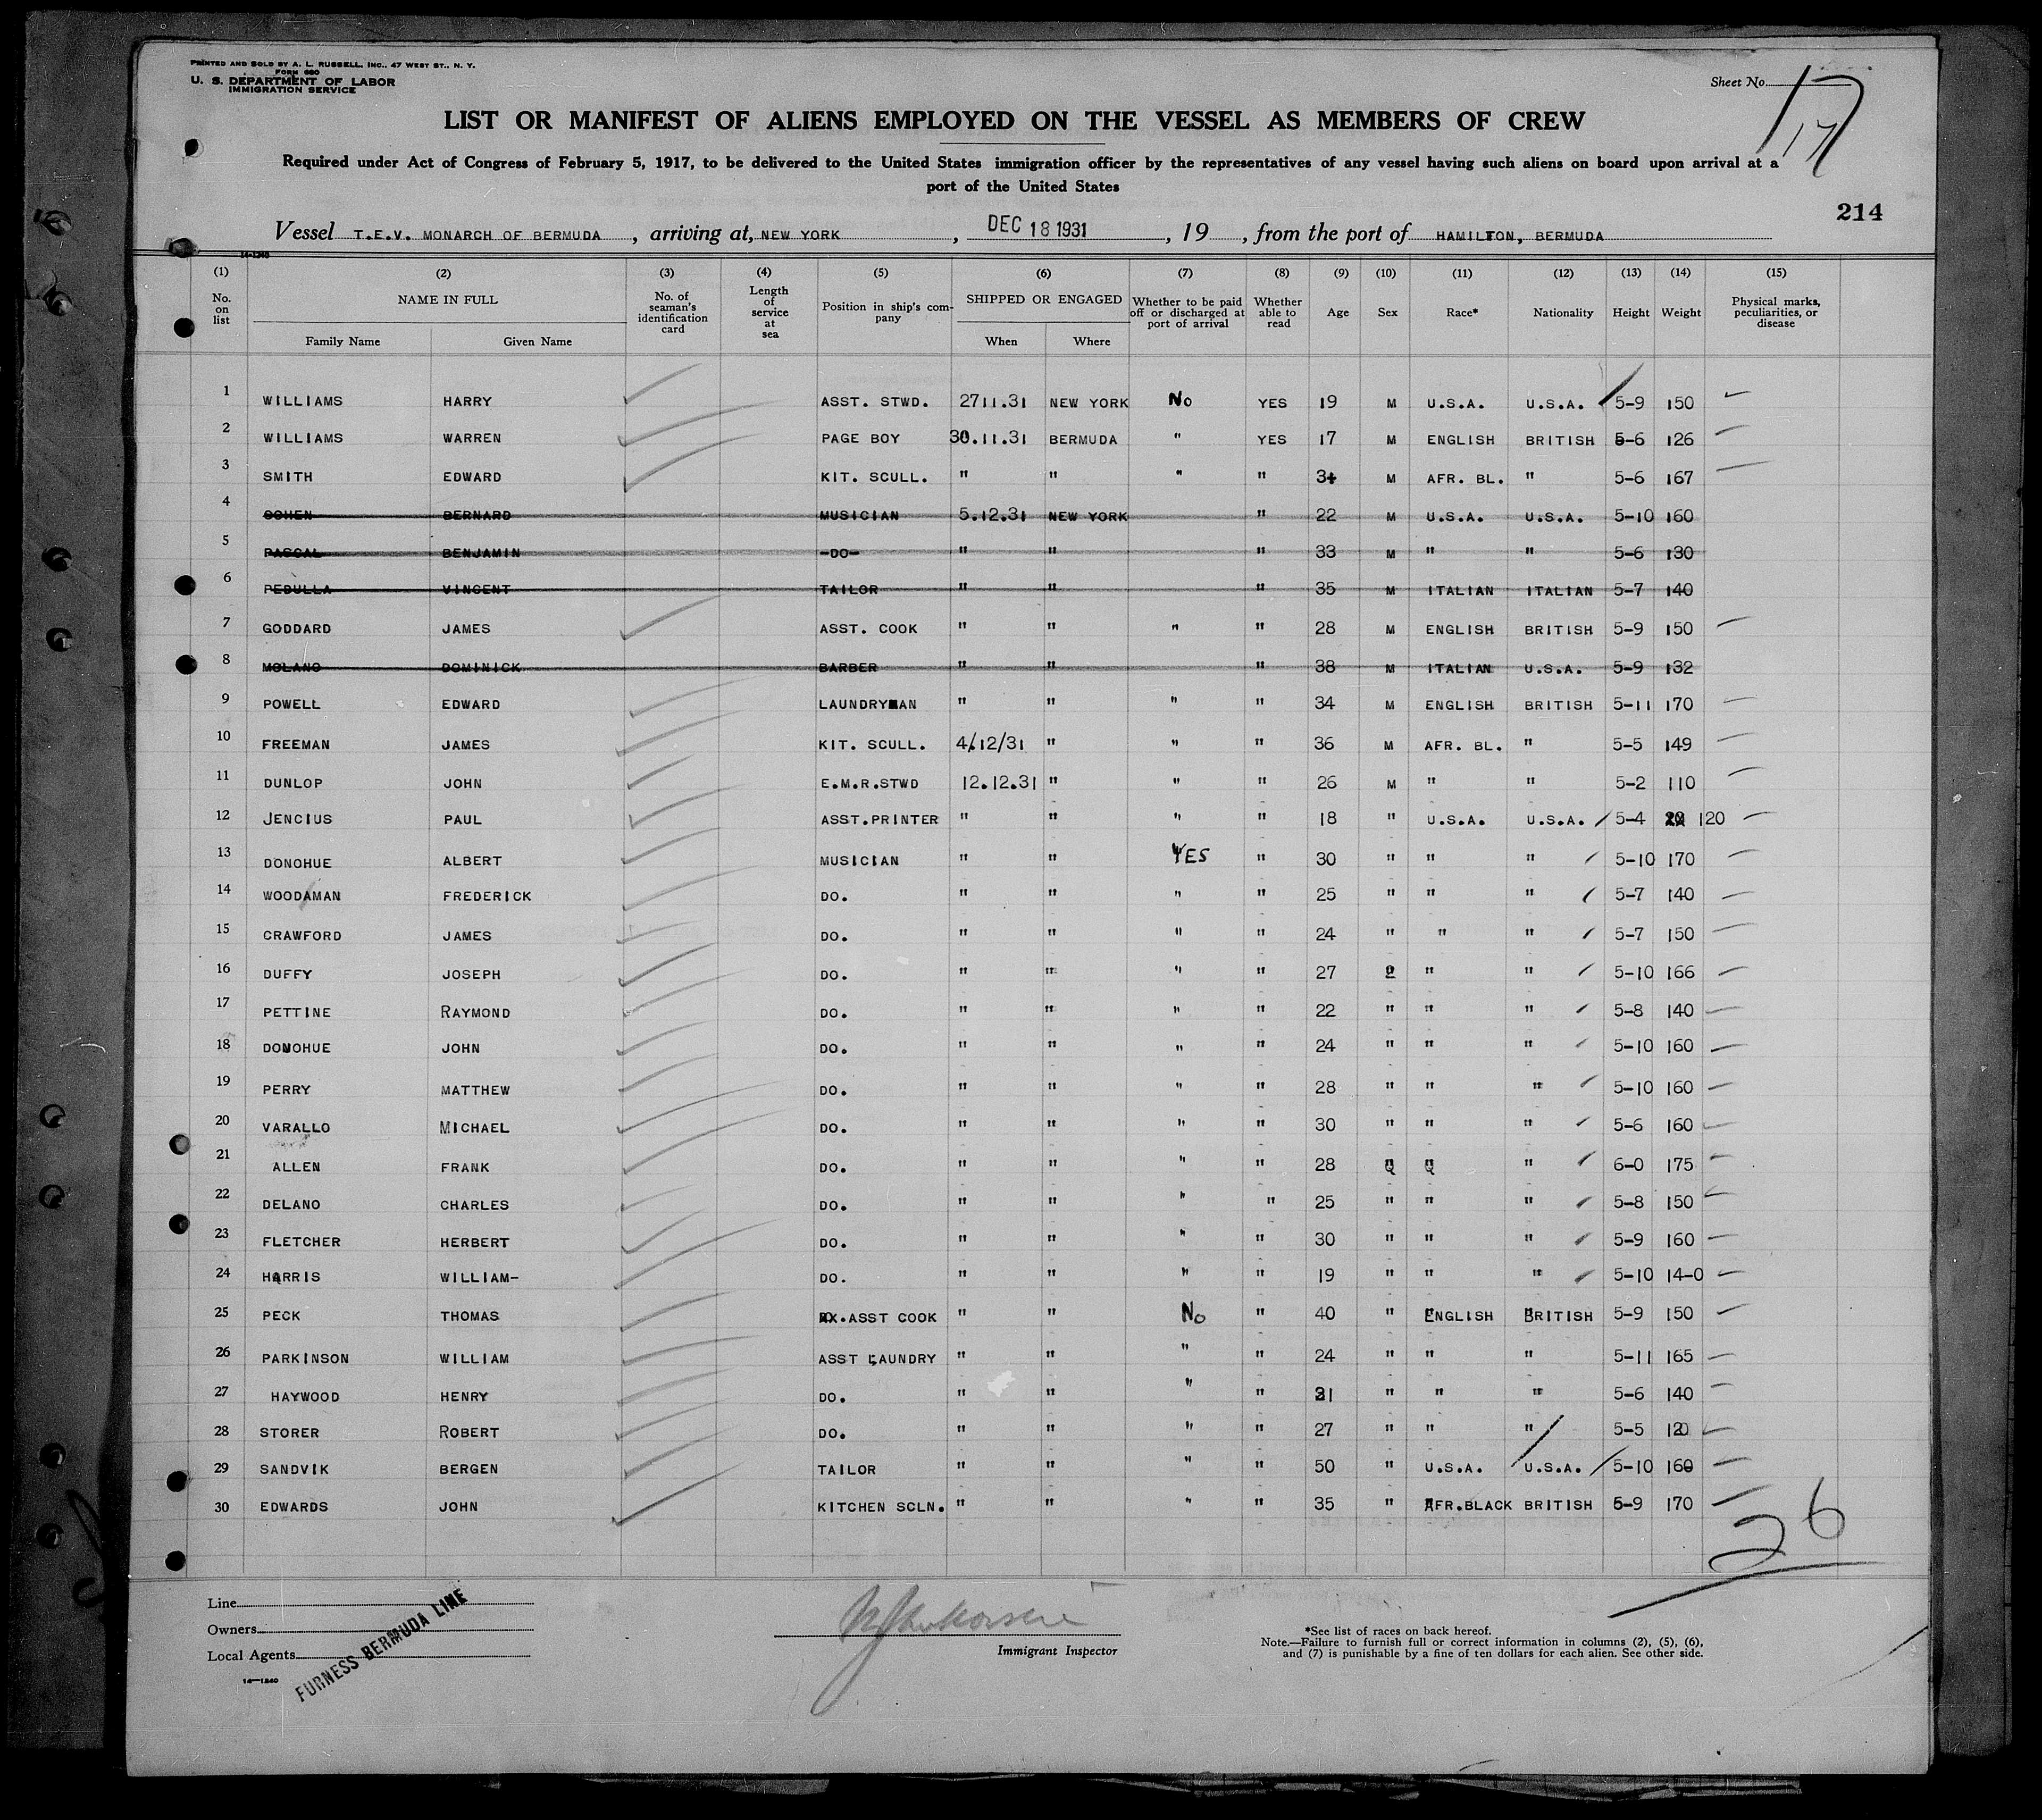 PRINTED AND SOLD BY A. L. RUSSELL, INC., 47 WEST ST., N. Y.
FORM 680
U. S. DEPARTMENT OF LABOR
IMMIGRATION SERVICE
Sheet No. 17
17
LIST OR MANIFEST OF ALIENS EMPLOYED ON THE VESSEL AS MEMBERS OF CREW
Required under Act of Congress of February 5, 1917, to be delivered to the United States immigration officer by the representatives of any vessel having such aliens on board upon arrival at a
port of the United States
214
Vessel T.E.V. MONARCH OF BERMUDA, arriving at, NEW YORK, DEC 18 1931, 19 , from the port of HAMILTON, BERMUDA
14-1240
(1) (2) (3) (4) (5) (6) (7) (8) (9) (10) (11) (12) (13) (14) (15)
No. on list NAME IN FULL Family Name Given Name No. of seaman's identification card Length of service at sea Position in ship's company SHIPPED OR ENGAGED When Where Whether to be paid off or discharged at port of arrival Whether able to read Age Sex Race* Nationality Height Weight Physical marks, peculiarities, or disease
1 WILLIAMS HARRY ASST. STWD. 2711.31 NEW YORK No YES 19 M U.S.A. U.S.A. 5-9 150
2 WILLIAMS WARREN PAGE BOY 30.11.31 BERMUDA " YES 17 M ENGLISH BRITISH 5-6 126
3 SMITH EDWARD KIT. SCULL. " " " " 34 M AFR. BL. " 5-6 167
4 COHEN BERNARD MUSICIAN 5.12.31 NEW YORK " 22 M U.S.A. U.S.A. 5-10 160
5 PASCAL BENJAMIN -DO- " " " 33 M " " 5-6 130
6 PEDULLA VINCENT TAILOR " " " 35 M ITALIAN ITALIAN 5-7 140
7 GODDARD JAMES ASST. COOK " " " " 28 M ENGLISH BRITISH 5-9 150
8 MOLANO DOMINICK BARBER " " " 38 M ITALIAN U.S.A. 5-9 132
9 POWELL EDWARD LAUNDRYMAN " " " " 34 M ENGLISH BRITISH 5-11 170
10 FREEMAN JAMES KIT. SCULL. 4/12/31 " " " 36 M AFR. BL. " 5-5 149
11 DUNLOP JOHN E.M.R.STWD 12.12.31 " " " 26 M " " 5-2 110
12 JENCIUS PAUL ASST.PRINTER " " " " 18 " U.S.A. U.S.A. 5-4 120
13 DONOHUE ALBERT MUSICIAN " " YES " 30 " " " 5-10 170
14 WOODAMAN FREDERICK DO. " " " " 25 " " " 5-7 140
15 CRAWFORD JAMES DO. " " " " 24 " " " 5-7 150
16 DUFFY JOSEPH DO. " " " " 27 " " " 5-10 166
17 PETTINE RAYMOND DO. " " " " 22 " " " 5-8 140
18 DONOHUE JOHN DO. " " " " 24 " " " 5-10 160
19 PERRY MATTHEW DO. " " " " 28 " " " 5-10 160
20 VARALLO MICHAEL DO. " " " " 30 " " " 5-6 160
21 ALLEN FRANK DO. " " " " 28 " " " 6-0 175
22 DELANO CHARLES DO. " " " " 25 " " " 5-8 150
23 FLETCHER HERBERT DO. " " " " 30 " " " 5-9 160
24 HARRIS WILLIAM- DO. " " " " 19 " " " 5-10 14-0
25 PECK THOMAS EX.ASST COOK " " No " 40 " ENGLISH BRITISH 5-9 150
26 PARKINSON WILLIAM ASST LAUNDRY " " " " 24 " " " 5-11 165
27 HAYWOOD HENRY DO. " " " " 21 " " " 5-6 140
28 STORER ROBERT DO. " " " " 27 " " " 5-5 120
29 SANDVIK BERGEN TAILOR " " " " 50 " U.S.A. U.S.A. 5-10 160
30 EDWARDS JOHN KITCHEN SCLN. " " " " 35 " AFR.BLACK BRITISH 5-9 170
26
Line
Owners
Local Agents
FURNESS BERMUDA LINE
14-1240
Immigrant Inspector
*See list of races on back hereof.
Note.—Failure to furnish full or correct information in columns (2), (5), (6),
and (7) is punishable by a fine of ten dollars for each alien. See other side.